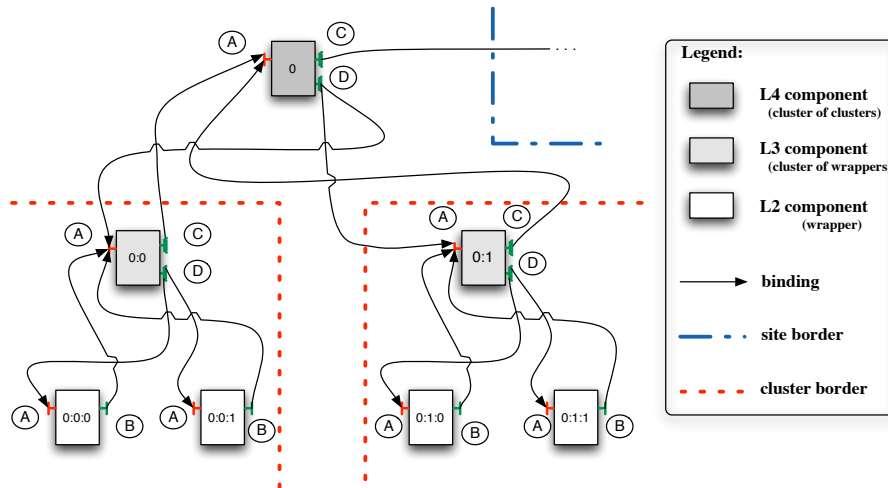 C
A
0
D
. . .
A
C
A
C
0:0
D
0:1
D
0:0:0
0:0:1
0:1:0
0:1:1
A
B
A
B
A
B
A
B
Legend:
L4 component
(cluster of clusters)
L3 component
(cluster of wrappers)
L2 component
(wrapper)
binding
site border
cluster border